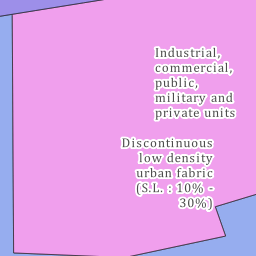 Industrial,
commercial,
public,
military and
private units
Discontinuous
low density
urban fabric
(S.L. : 10% -
30%)